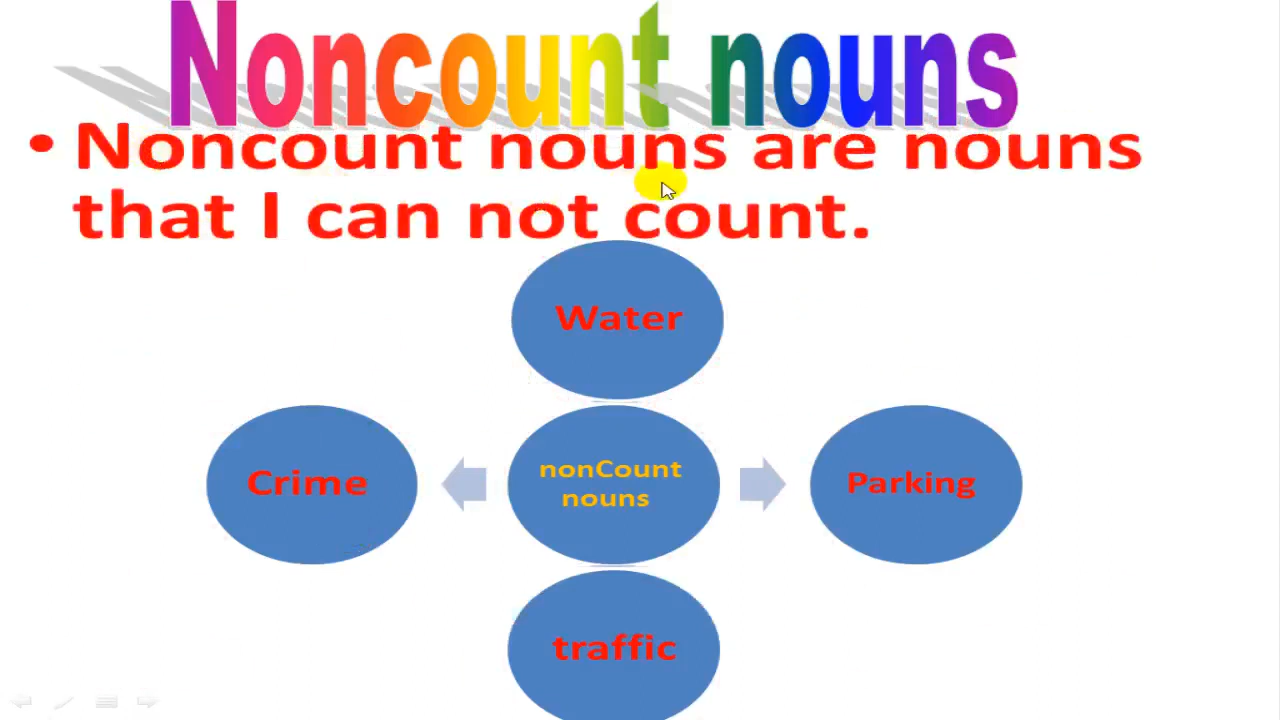 Noncount nouns
• Noncount nouns are nouns
that I can not count.
Water
Crime
nonCount
nouns
Parking
traffic